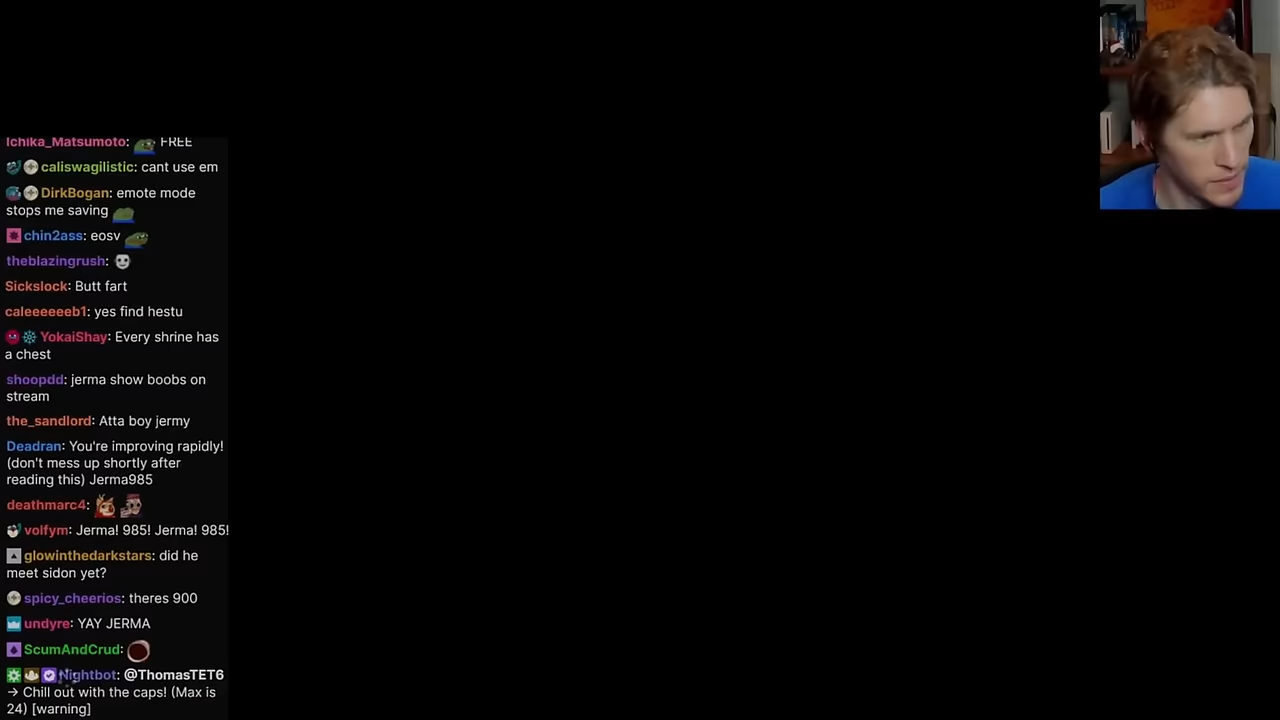 Ichika_Matsumoto: FREE
caliswagilistic: cant use em
DirkBogan: emote mode
stops me saving
chin2ass: eosv
theblazingrush:
Sickslock: Butt fart
caleeeeeeb1: yes find hestu
YokaiShay: Every shrine has
a chest
shoopdd: jerma show boobs on
stream
the_sandlord: Atta boy jermy
Deadran: You're improving rapidly!
(don't mess up shortly after
reading this) Jerma985
deathmarc4:
volfym: Jerma! 985! Jerma! 985!
glowinthedarkstars: did he
meet sidon yet?
spicy_cheerios: theres 900
undyre: YAY JERMA
ScumAndCrud:
Nightbot: @ThomasTET6
→ Chill out with the caps! (Max is
24) [warning]